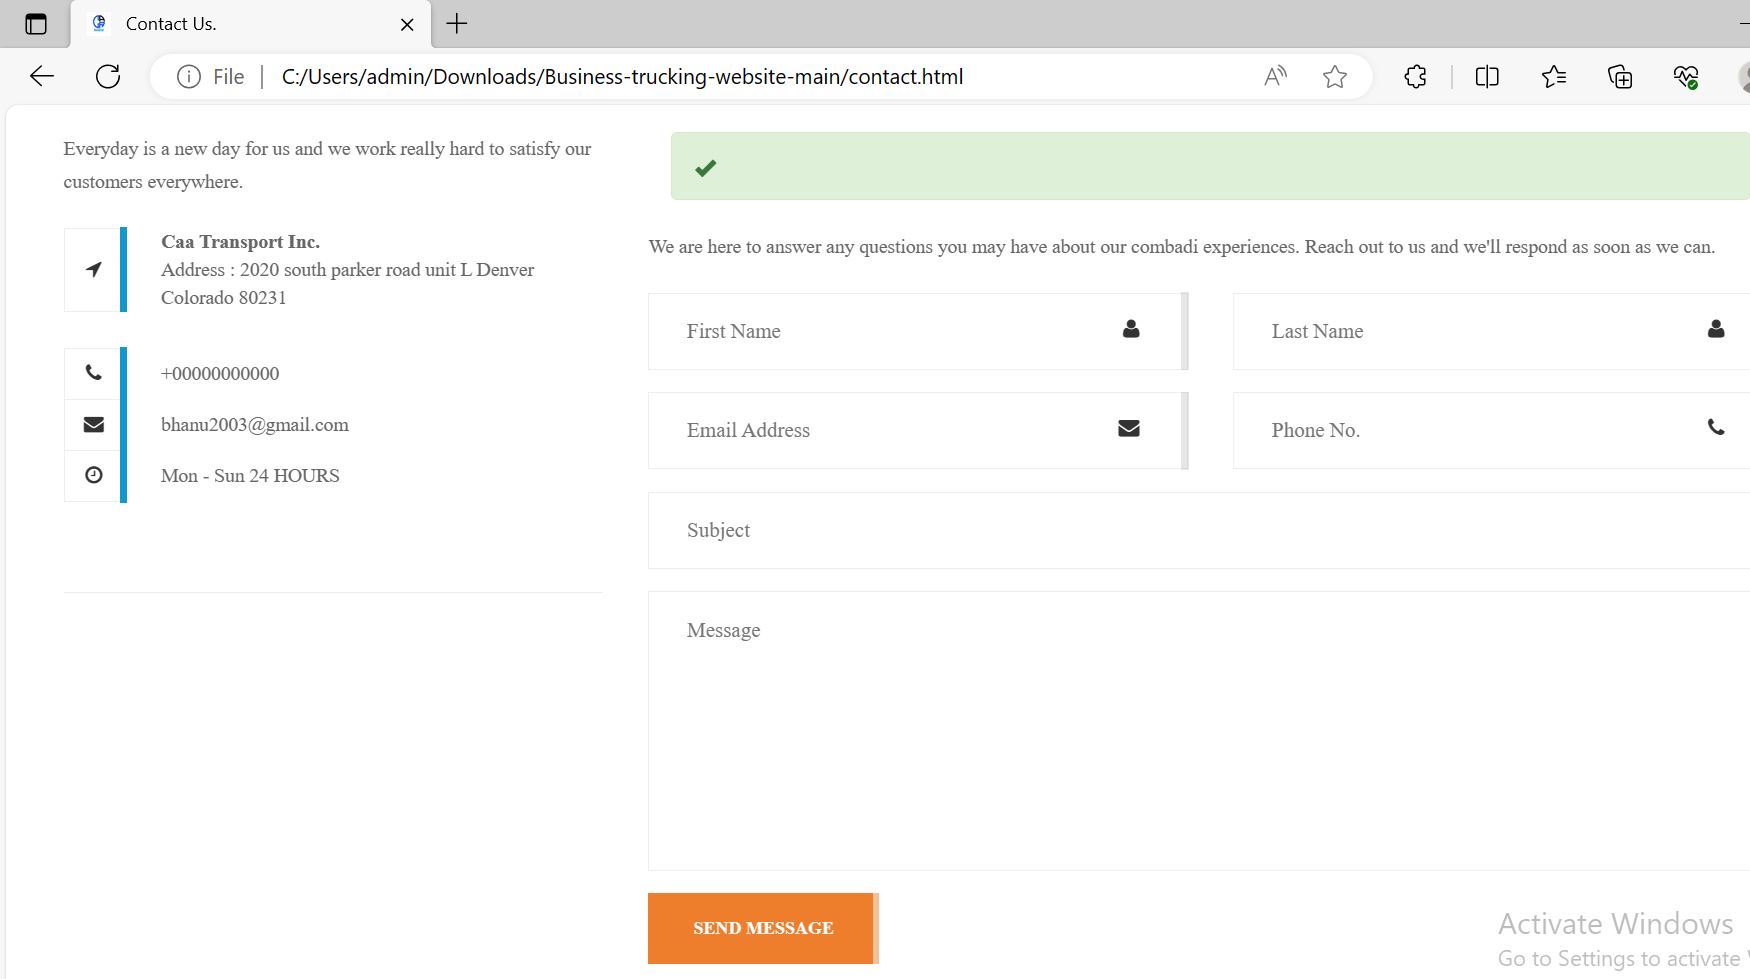 Contact Us.
File
C:/Users/admin/Downloads/Business-trucking-website-main/contact.html
Everyday is a new day for us and we work really hard to satisfy our
customers everywhere.
Caa Transport Inc.
Address : 2020 south parker road unit L Denver
Colorado 80231
+00000000000
bhanu2003@gmail.com
Mon - Sun 24 HOURS
We are here to answer any questions you may have about our combadi experiences. Reach out to us and we'll respond as soon as we can.
First Name
Last Name
Email Address
Phone No.
Subject
Message
SEND MESSAGE
Activate Windows
Go to Settings to activate